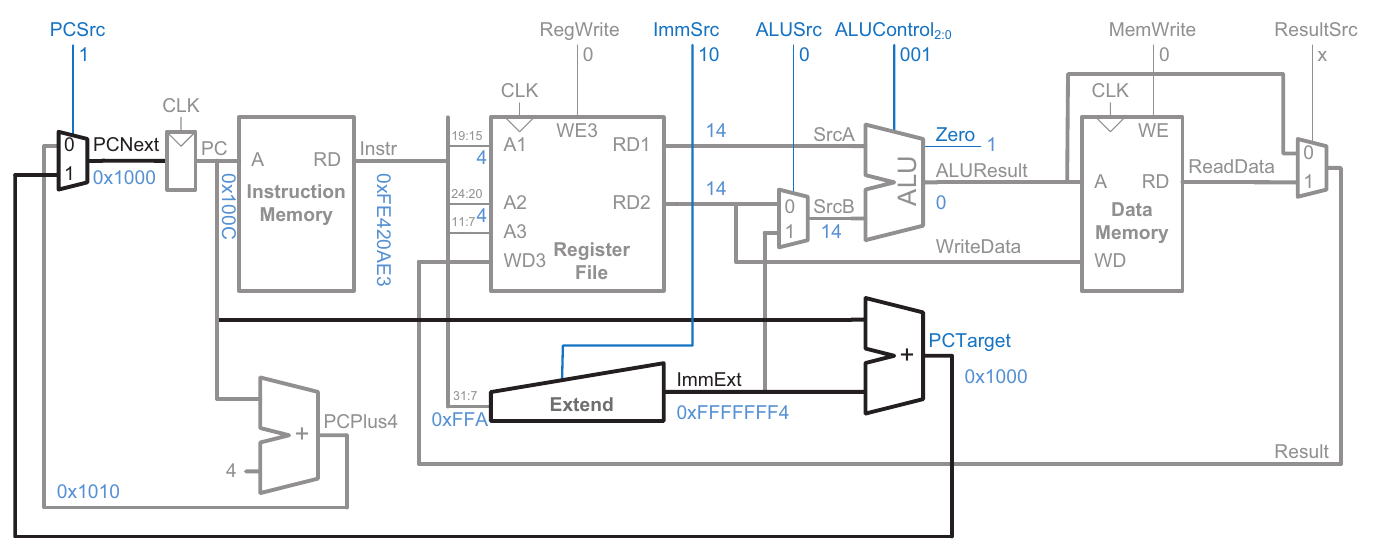 PCSrc
1
RegWrite
0
ImmSrc
10
ALUSrc
0
ALUControl2:0
001
MemWrite
0
ResultSrc
x
CLK
CLK
CLK
0
1
PCNext
0x1000
PC
0x100C
A
RD
Instruction
Memory
Instr
0xFE420AE3
19:15
4
24:20
4
11:7
A1
A2
A3
WD3
WE3
RD1
RD2
Register
File
14
14
0
1
SrcA
SrcB
14
ALU
Zero
1
ALUResult
0
WriteData
A
RD
WE
Data
Memory
WD
ReadData
0
1
31:7
0xFFA
Extend
ImmExt
0xFFFFFFF4
+
PCTarget
0x1000
PCPlus4
+
4
0x1010
Result